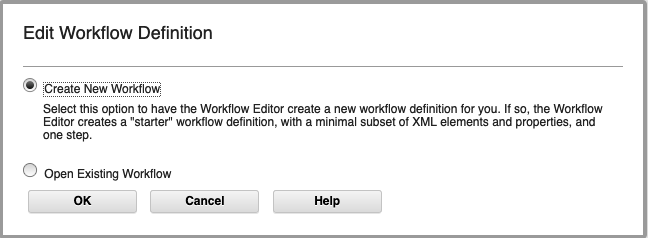 Edit Workflow Definition
Create New Workflow
Select this option to have the Workflow Editor create a new workflow definition for you. If so, the Workflow
Editor creates a "starter" workflow definition, with a minimal subset of XML elements and properties, and
one step.
Open Existing Workflow
OK Cancel Help